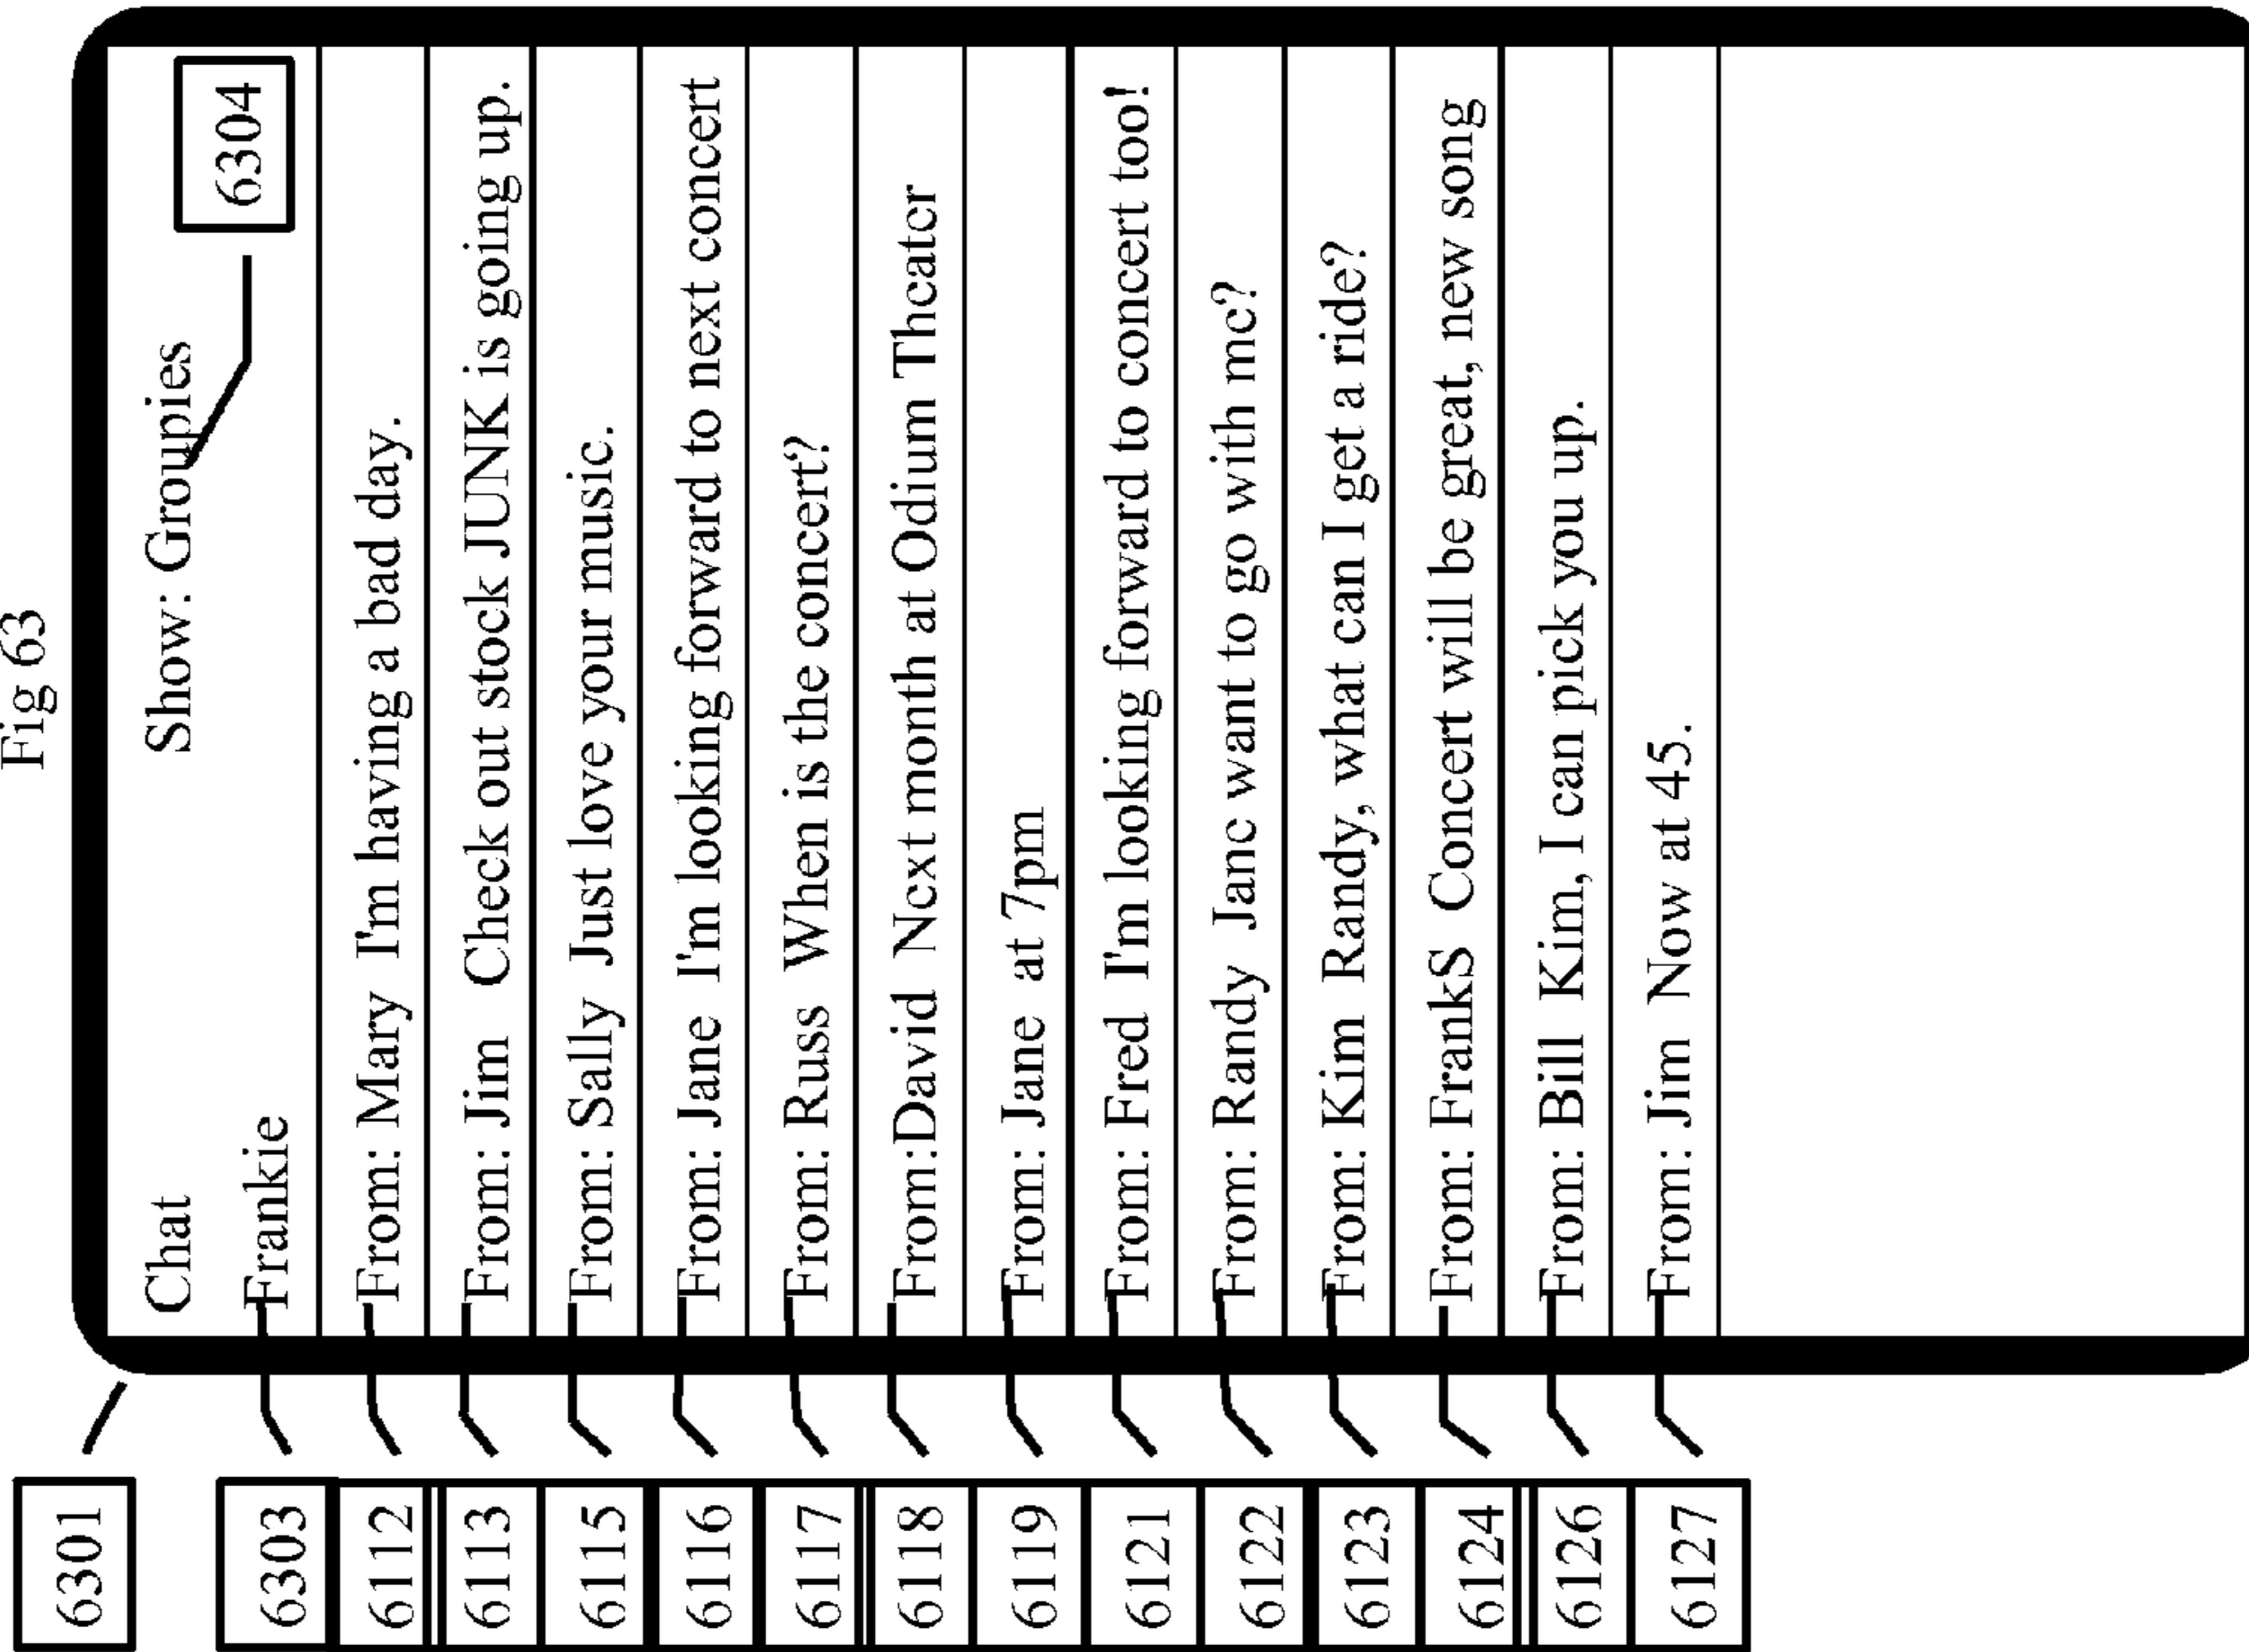 Fig 63
6301
Chat Show: Groupies
6303 Frankie 6304
6112 From: Mary I'm having a bad day.
6113 From: Jim Check out stock JUNK is going up.
6115 From: Sally Just love your music.
6116 From: Jane I'm looking forward to next concert
6117 From: Russ When is the concert?
6118 From:David Next month at Odium Theater
6119 From: Jane at 7pm
6121 From: Fred I'm looking forward to concert too!
6122 From: Randy Jane want to go with me?
6123 From: Kim Randy, what can I get a ride?
6124 From: FrankS Concert will be great, new song
6126 From: Bill Kim, I can pick you up.
6127 From: Jim Now at 45.